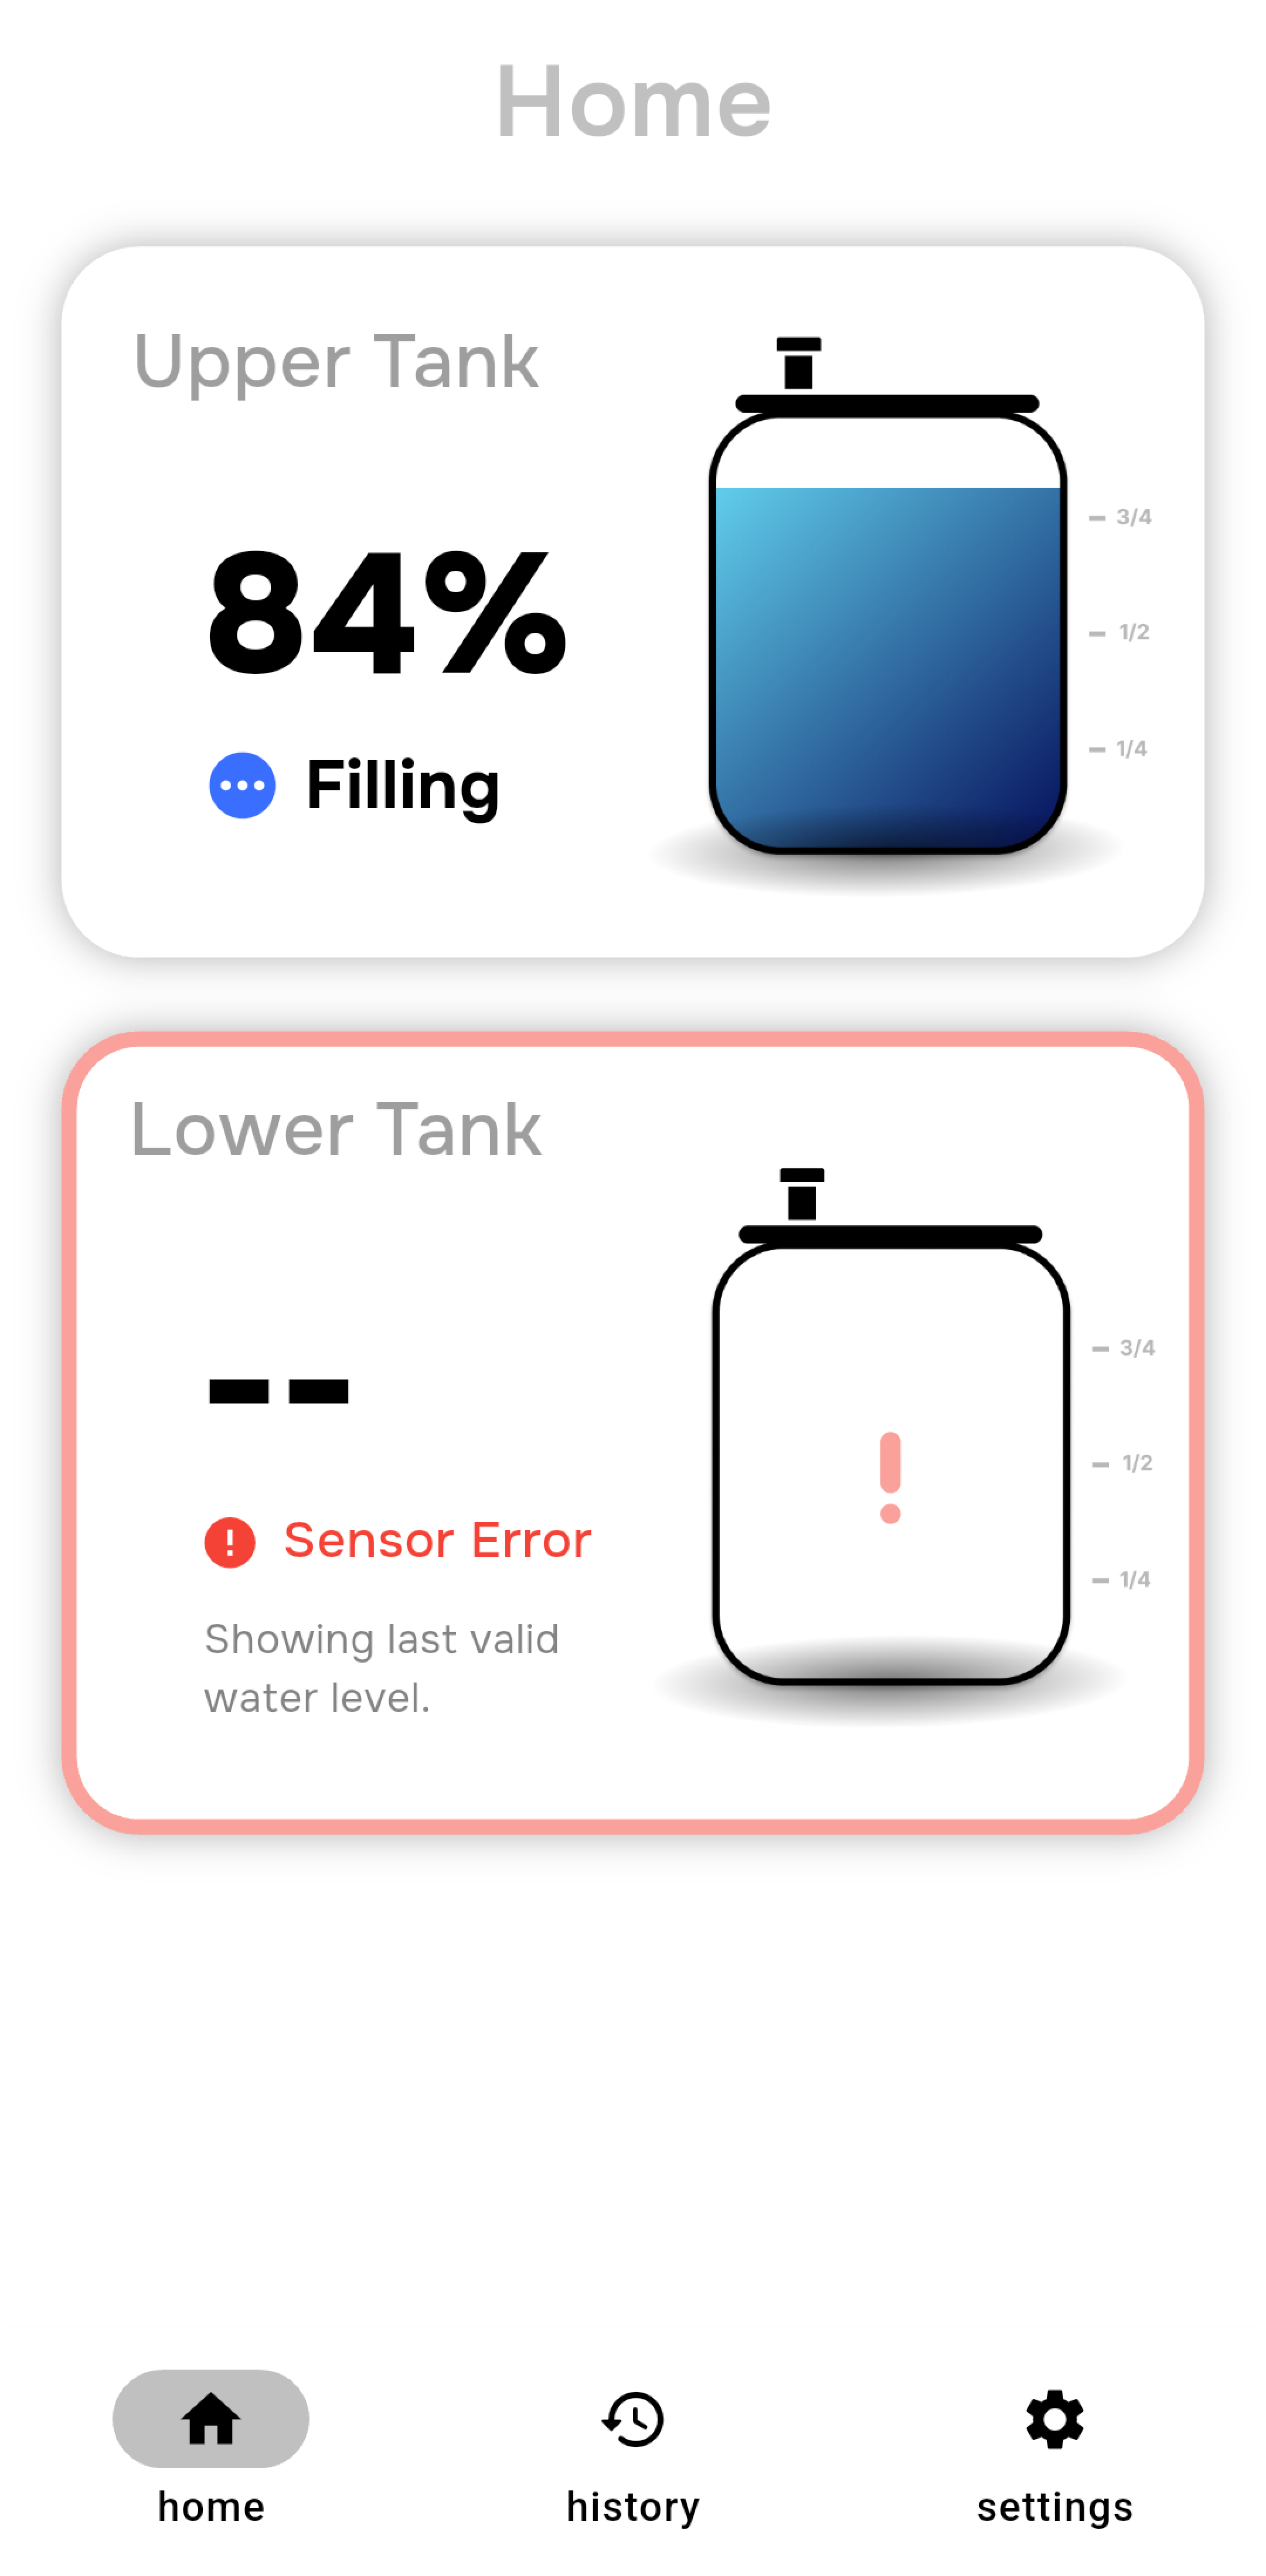 Home
Upper Tank
84%
Filling
3/4
1/2
1/4
Lower Tank
--
Sensor Error
Showing last valid
water level.
3/4
1/2
1/4
home
history
settings